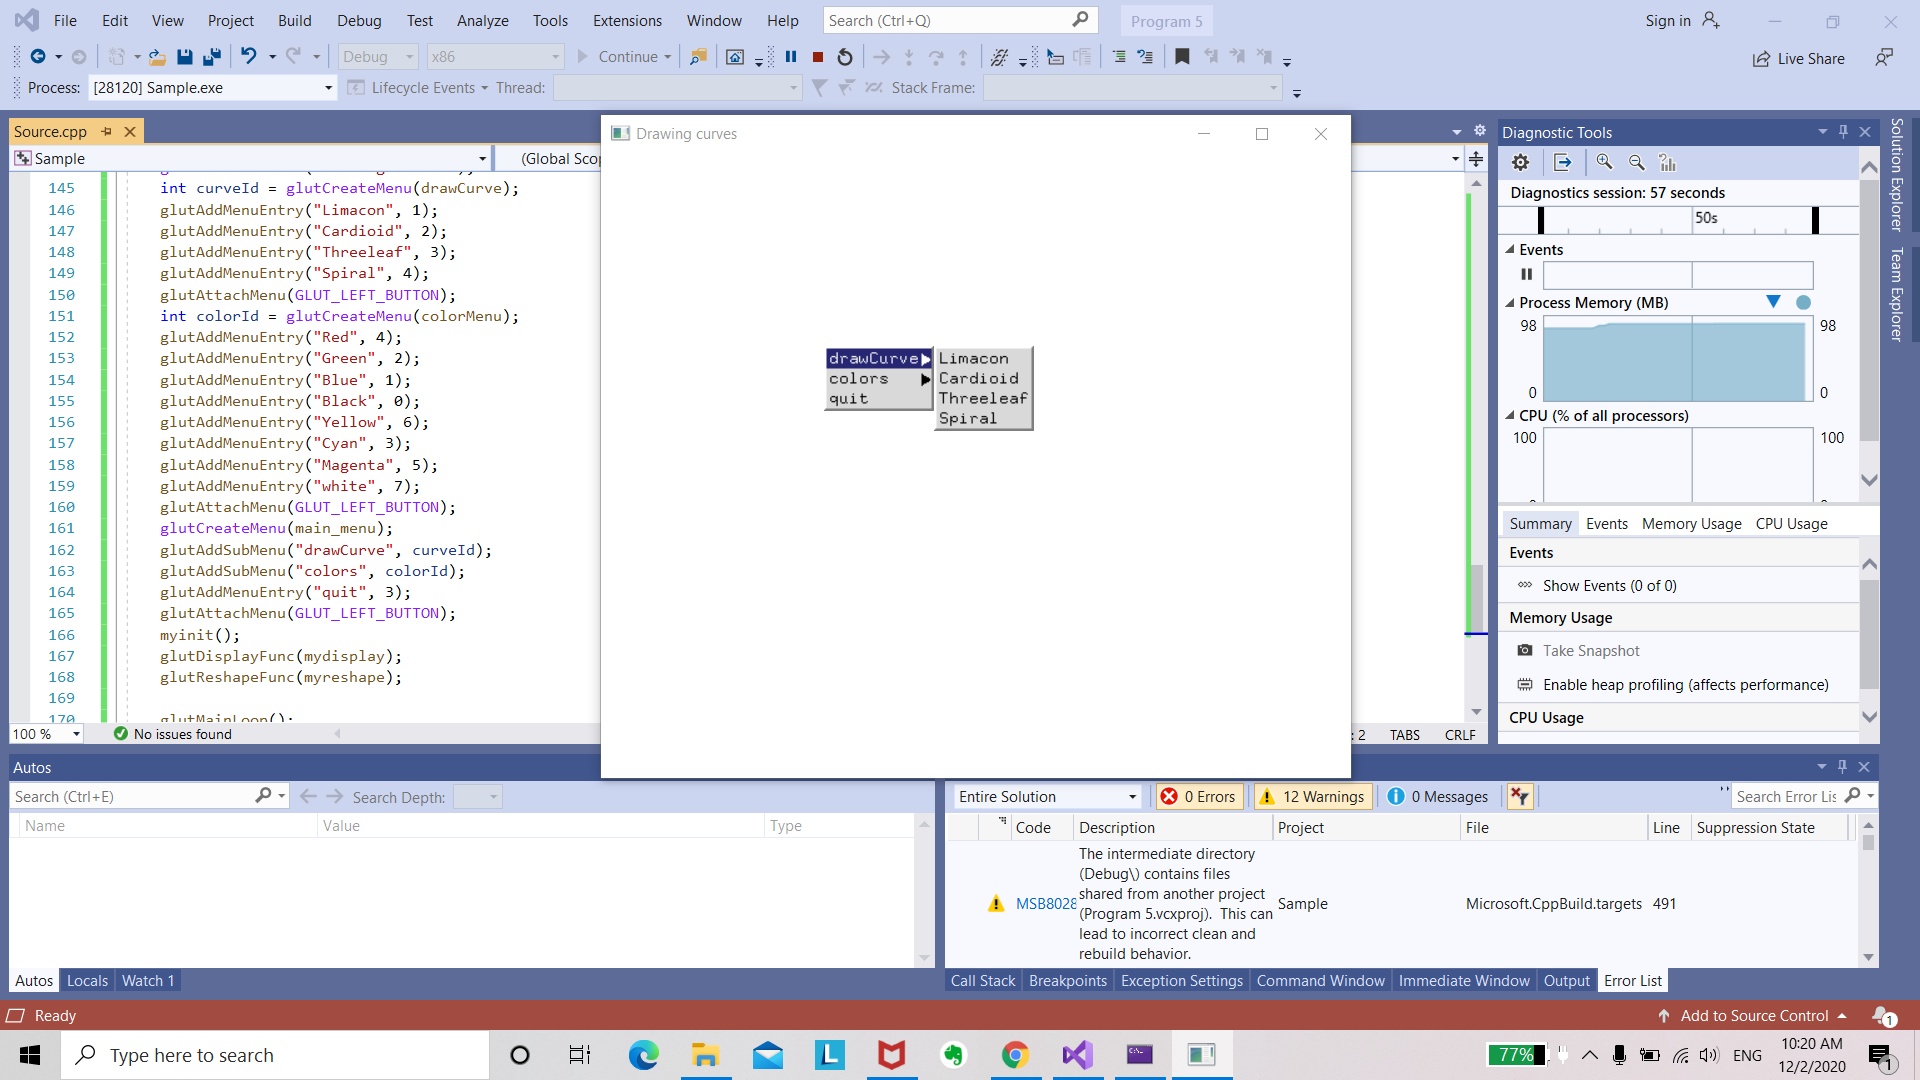 File Edit View Project Build Debug Test Analyze Tools Extensions Window Help Search (Ctrl+Q) Program 5 Sign in
Debug x86 Continue Live Share
Process: [28120] Sample.exe Lifecycle Events Thread: Stack Frame:
Source.cpp
Sample (Global Scop
145 int curveId = glutCreateMenu(drawCurve);
146 glutAddMenuEntry("Limacon", 1);
147 glutAddMenuEntry("Cardioid", 2);
148 glutAddMenuEntry("Threeleaf", 3);
149 glutAddMenuEntry("Spiral", 4);
150 glutAttachMenu(GLUT_LEFT_BUTTON);
151 int colorId = glutCreateMenu(colorMenu);
152 glutAddMenuEntry("Red", 4);
153 glutAddMenuEntry("Green", 2);
154 glutAddMenuEntry("Blue", 1);
155 glutAddMenuEntry("Black", 0);
156 glutAddMenuEntry("Yellow", 6);
157 glutAddMenuEntry("Cyan", 3);
158 glutAddMenuEntry("Magenta", 5);
159 glutAddMenuEntry("white", 7);
160 glutAttachMenu(GLUT_LEFT_BUTTON);
161 glutCreateMenu(main_menu);
162 glutAddSubMenu("drawCurve", curveId);
163 glutAddSubMenu("colors", colorId);
164 glutAddMenuEntry("quit", 3);
165 glutAttachMenu(GLUT_LEFT_BUTTON);
166 myinit();
167 glutDisplayFunc(mydisplay);
168 glutReshapeFunc(myreshape);
169
170 glutMainLoop();
100 % No issues found
: 2 TABS CRLF
Drawing curves
drawCurve
colors
quit
Limacon
Cardioid
Threeleaf
Spiral
Diagnostic Tools
Diagnostics session: 57 seconds
50s
Events
Process Memory (MB)
98 98
0 0
CPU (% of all processors)
100 100
Summary Events Memory Usage CPU Usage
Events
Show Events (0 of 0)
Memory Usage
Take Snapshot
Enable heap profiling (affects performance)
CPU Usage
Solution Explorer
Team Explorer
Autos
Search (Ctrl+E) Search Depth:
Name Value Type
Autos Locals Watch 1
Entire Solution 0 Errors 12 Warnings 0 Messages Search Error Lis
Code Description Project File Line Suppression State
MSB8028 The intermediate directory
(Debug\) contains files
shared from another project
(Program 5.vcxproj). This can
lead to incorrect clean and
rebuild behavior.
Sample Microsoft.CppBuild.targets 491
Call Stack Breakpoints Exception Settings Command Window Immediate Window Output Error List
Ready Add to Source Control 1
Type here to search
77% ENG 10:20 AM
12/2/2020
1